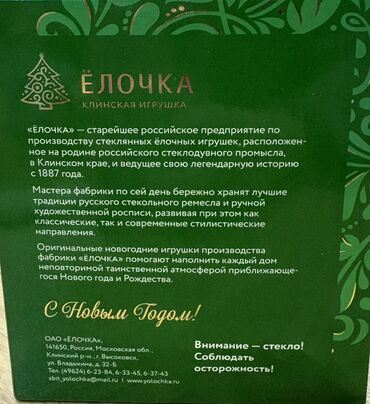 ЁЛОЧКА
КЛИНСКАЯ ИГРУШКА
«ЁЛОЧКА» — старейшее российское предприятие по
производству стеклянных ёлочных игрушек, расположен-
ное на родине российского стеклодувного промысла,
в Клинском крае, и ведущее свою легендарную историю
с 1887 года.
Мастера фабрики по сей день бережно хранят лучшие
традиции русского стекольного ремесла и ручной
художественной росписи, развивая при этом как
классические, так и современные стилистические
направления.
Оригинальные новогодние игрушки производства
фабрики «ЁЛОЧКА» помогают наполнить каждый дом
неповторимой таинственной атмосферой приближающе-
гося Нового года и Рождества.
С Новым Годом!
ОАО «ЁЛОЧКА»,
141650, Россия, Московская обл.,
Клинский р-н , г. Высоковск,
ул. Владыкина, д. 32-Б
Тел. (49624) 6-23-84, 6-33-45, 6-37-43
sbit_yolochka@mail.ru | www.yolochka.ru
Внимание — стекло!
Соблюдать
осторожность!